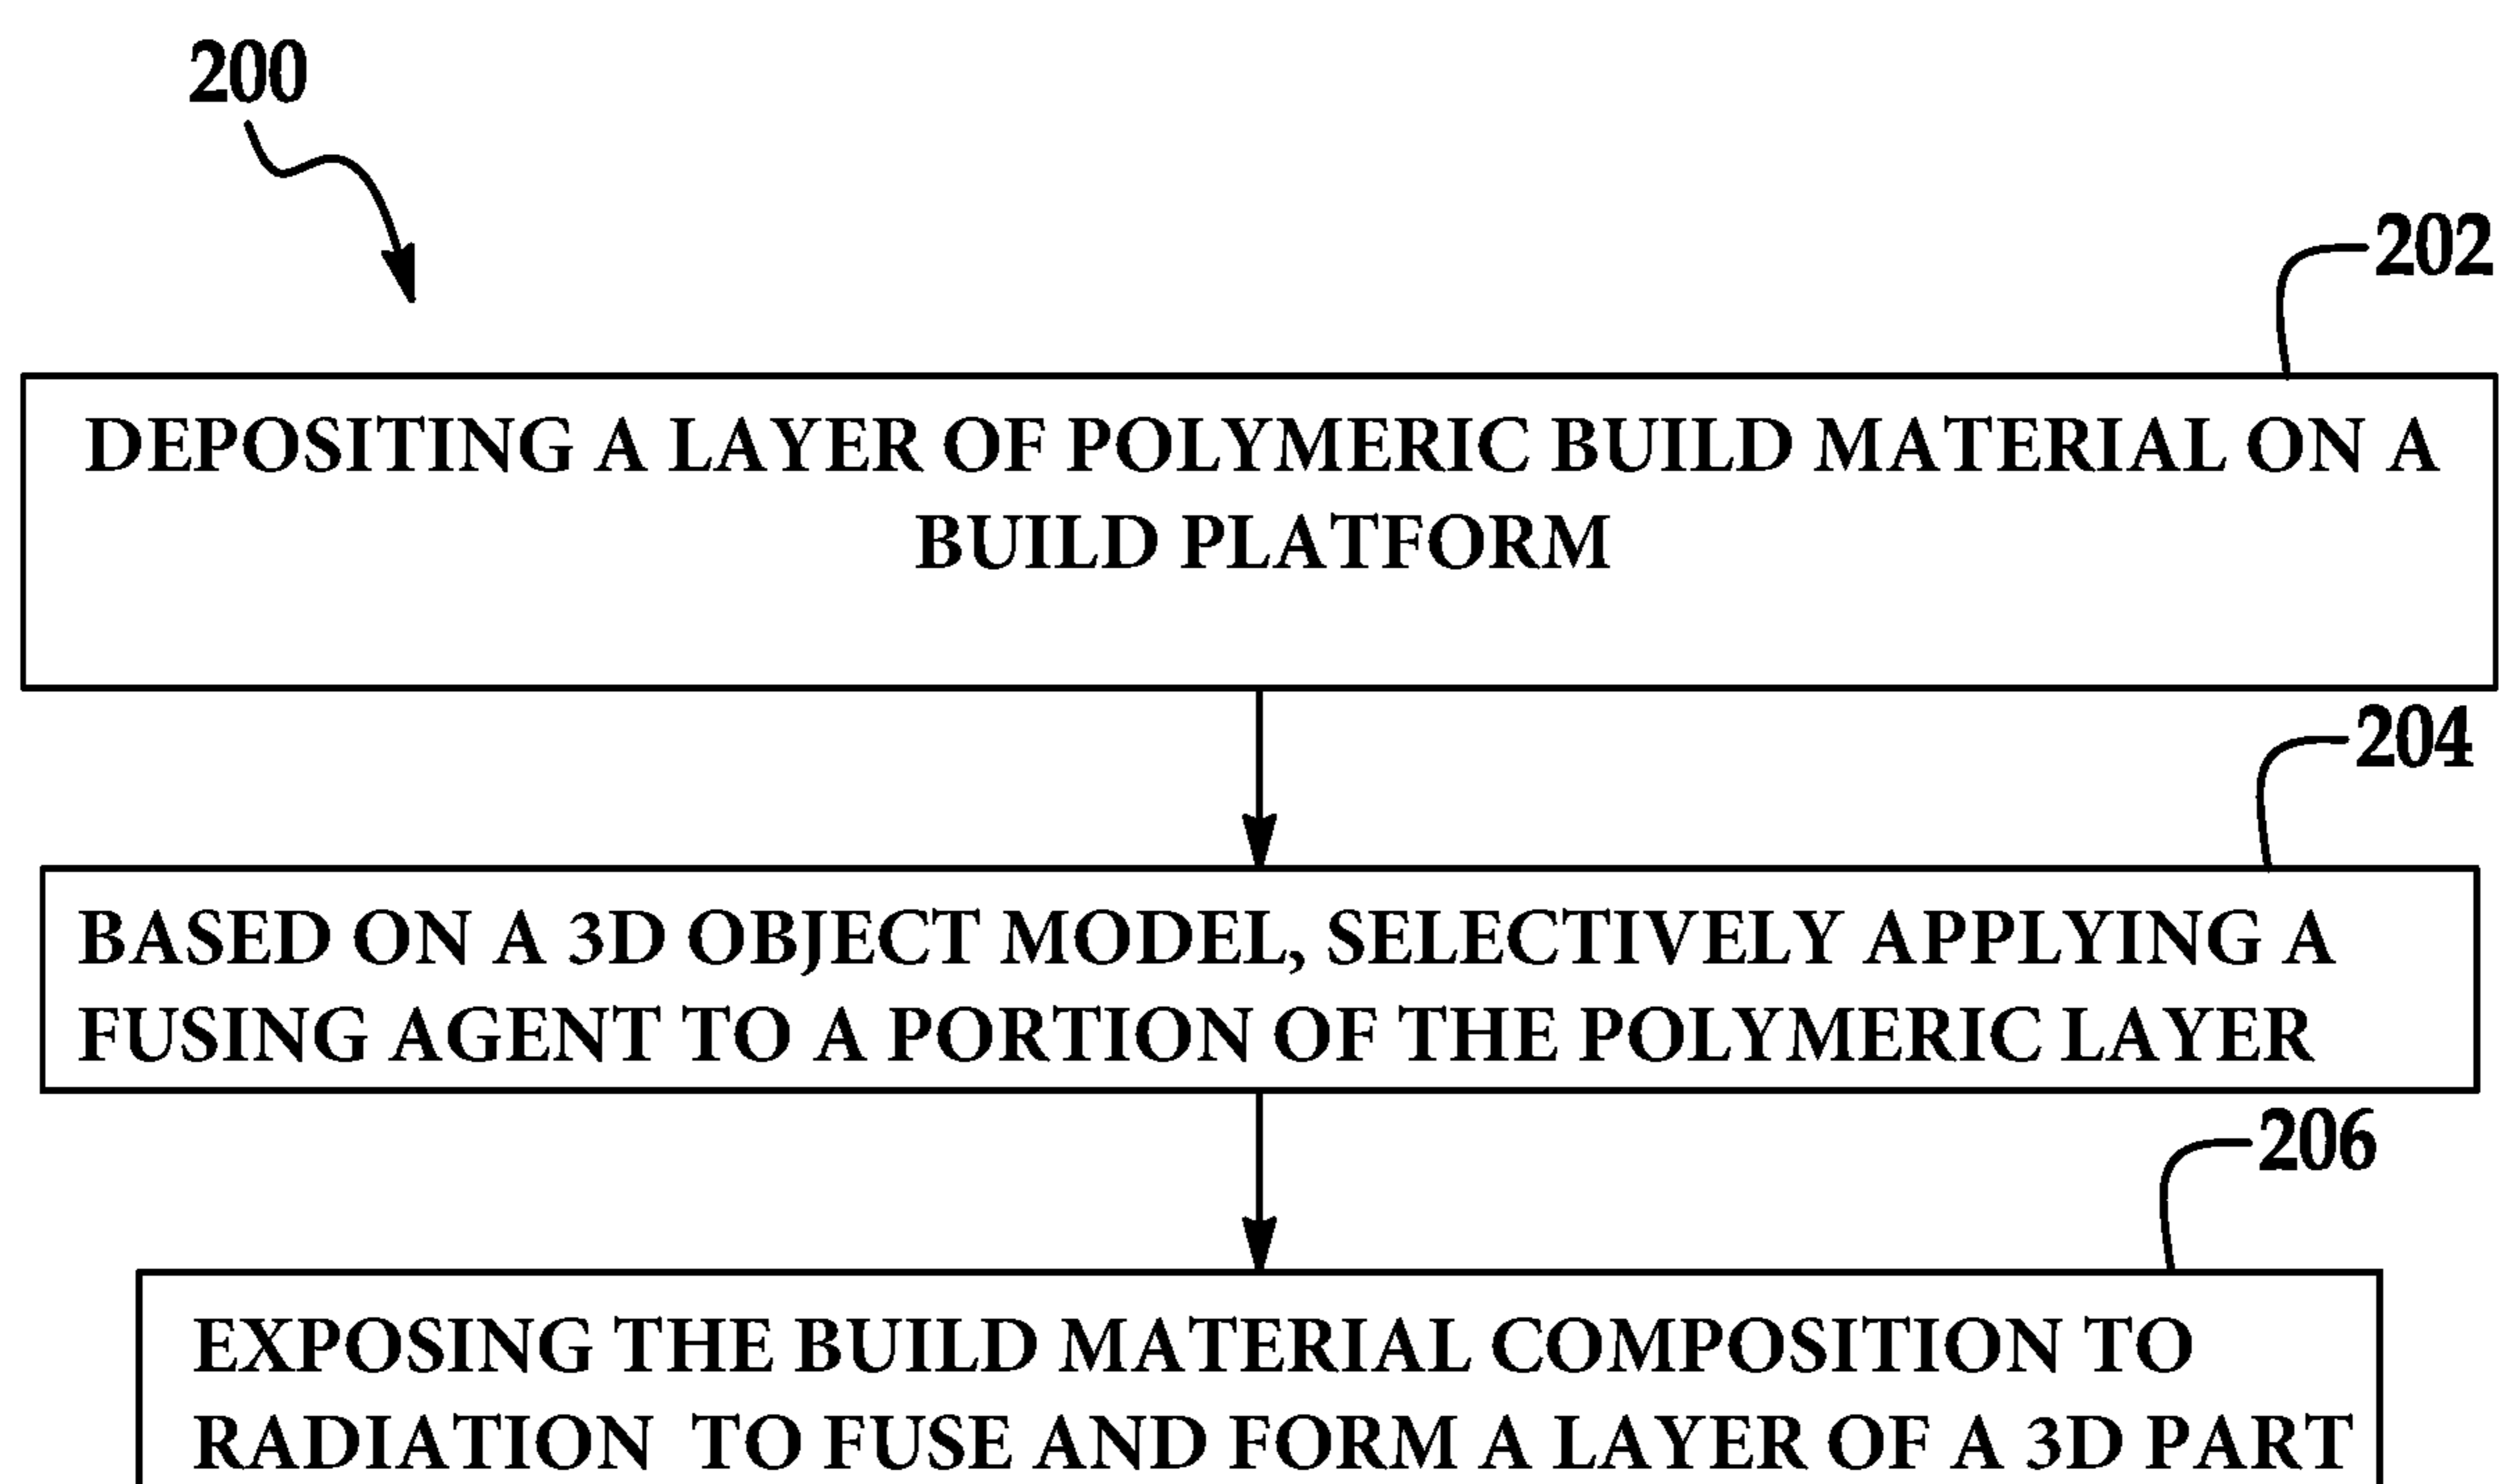 200
202
DEPOSITING A LAYER OF POLYMERIC BUILD MATERIAL ON A
BUILD PLATFORM
204
BASED ON A 3D OBJECT MODEL, SELECTIVELY APPLYING A
FUSING AGENT TO A PORTION OF THE POLYMERIC LAYER
206
EXPOSING THE BUILD MATERIAL COMPOSITION TO
RADIATION TO FUSE AND FORM A LAYER OF A 3D PART